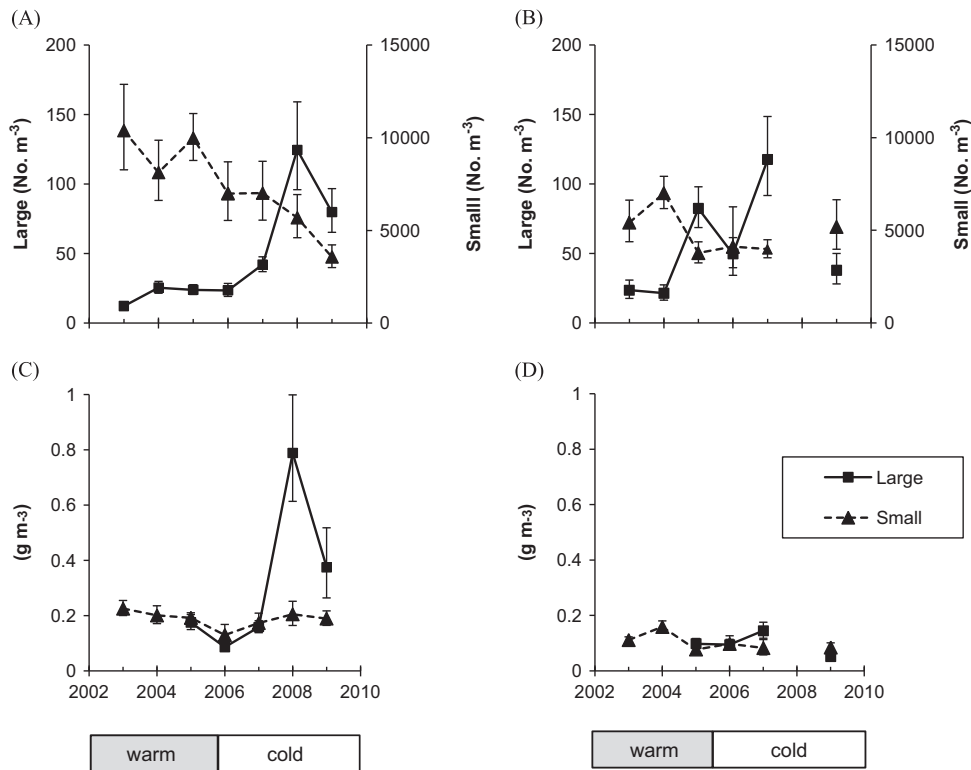 (A)
(B)
200
150
100
50
0
Large (No. m-3)
15000
10000
5000
0
Small (No. m-3)
200
150
100
50
0
Large (No. m-3)
15000
10000
5000
0
Small (No. m-3)
(C)
(D)
1
0.8
0.6
0.4
0.2
0
(g m-3)
2002 2004 2006 2008 2010
1
0.8
0.6
0.4
0.2
0
(g m-3)
2002 2004 2006 2008 2010
Large
Small
warm cold
warm cold